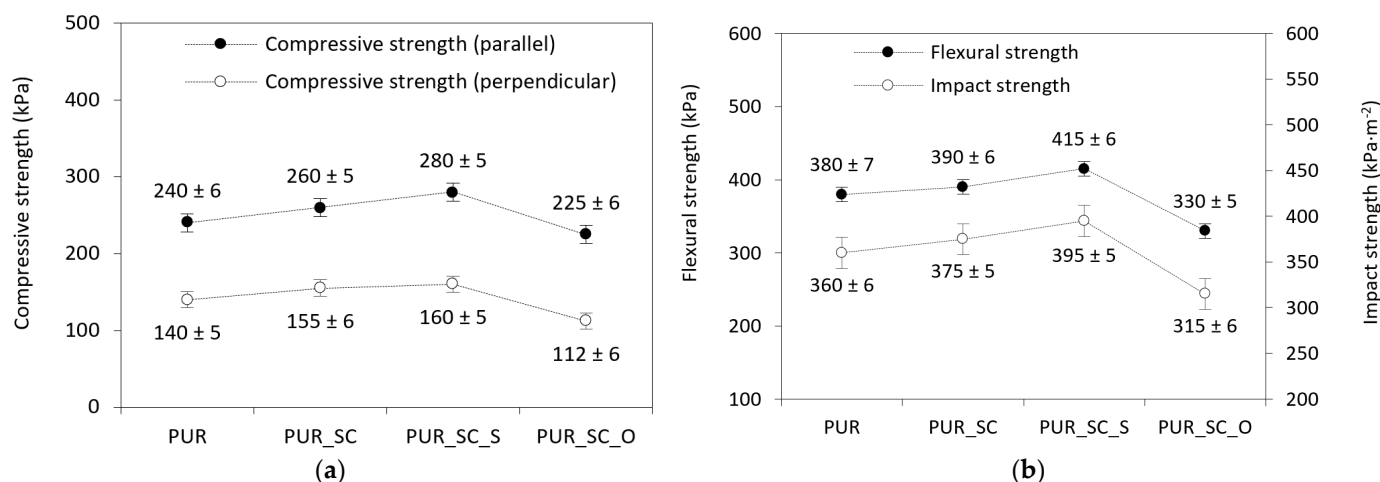 500
400
300
200
100
0
Compressive strength (kPa)
Compressive strength (parallel)
Compressive strength (perpendicular)
240 ± 6
260 ± 5
280 ± 5
225 ± 6
140 ± 5
155 ± 6
160 ± 5
112 ± 6
PUR
PUR_SC
PUR_SC_S
PUR_SC_O
(a)
600
500
400
300
200
100
Flexural strength (kPa)
Flexural strength
Impact strength
380 ± 7
390 ± 6
415 ± 6
330 ± 5
360 ± 6
375 ± 5
395 ± 5
315 ± 6
600
550
500
450
400
350
300
250
200
Impact strength (kPa·m-2)
PUR
PUR_SC
PUR_SC_S
PUR_SC_O
(b)